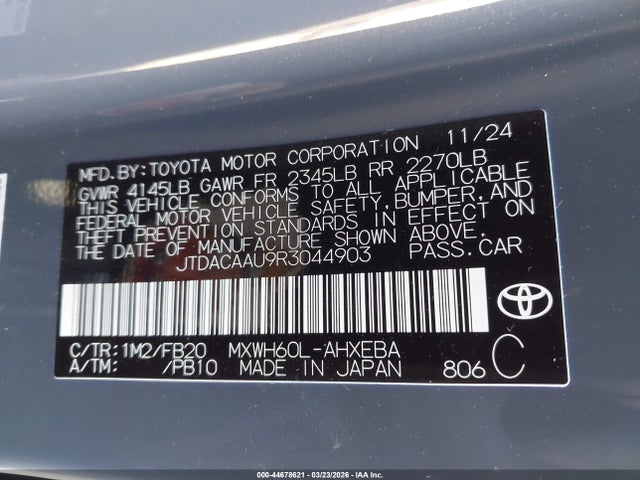 MFD.BY:TOYOTA MOTOR CORPORATION 11/24
GVWR 4145LB GAWR FR 2345LB RR 2270LB
THIS VEHICLE CONFORMS TO ALL APPLICABLE
FEDERAL MOTOR VEHICLE SAFETY,BUMPER,AND
THEFT PREVENTION STANDARDS IN EFFECT ON
THE DATE OF MANUFACTURE SHOWN ABOVE.
JTDACAAU9R3044903 PASS.CAR
C/TR:1M2/FB20 MXWH60L-AHXEBA
A/TM: /PB10 MADE IN JAPAN 806 C
© - 44678621 - 03/23/2026 - IAA Inc.